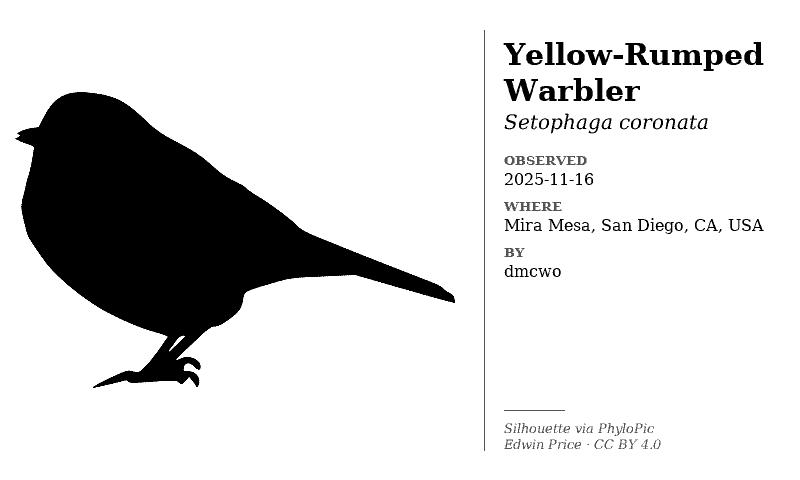 Yellow-Rumped
Warbler
Setophaga coronata
OBSERVED
2025-11-16
WHERE
Mira Mesa, San Diego, CA, USA
BY
dmcwo
Silhouette via PhyloPic
Edwin Price · CC BY 4.0